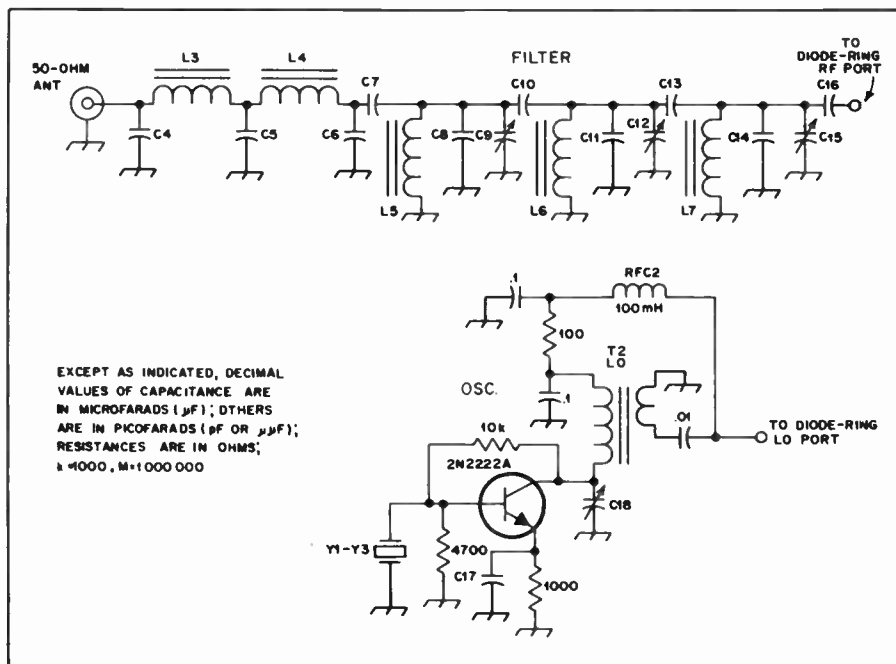 L3
L4
FILTER
TO
DIODE-RING
RF PORT
50-OHM
ANT
C7
C10
C13
C16
C4
C5
C6
C8
C9
C11
C12
C14
C15
L5
L6
L7
.1
RFC2
100mH
100
T2
LO
EXCEPT AS INDICATED, DECIMAL
VALUES OF CAPACITANCE ARE
IN MICROFARADS (µF); OTHERS
ARE IN PICOFARADS (pF OR µµF);
RESISTANCES ARE IN OHMS;
k=1000, M=1000 000
OSC.
.1
.01
TO DIODE-RING
LO PORT
10k
2N2222A
C18
Y1-Y3
4700
C17
1000